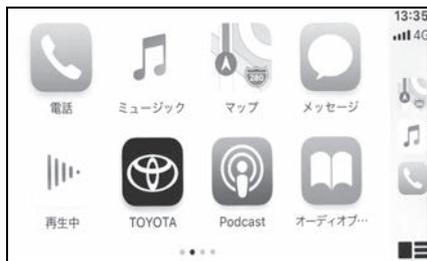 13:35
4G
280
電話
ミュージック
マップ
メッセージ
再生中
TOYOTA
Podcast
オーディオブ…